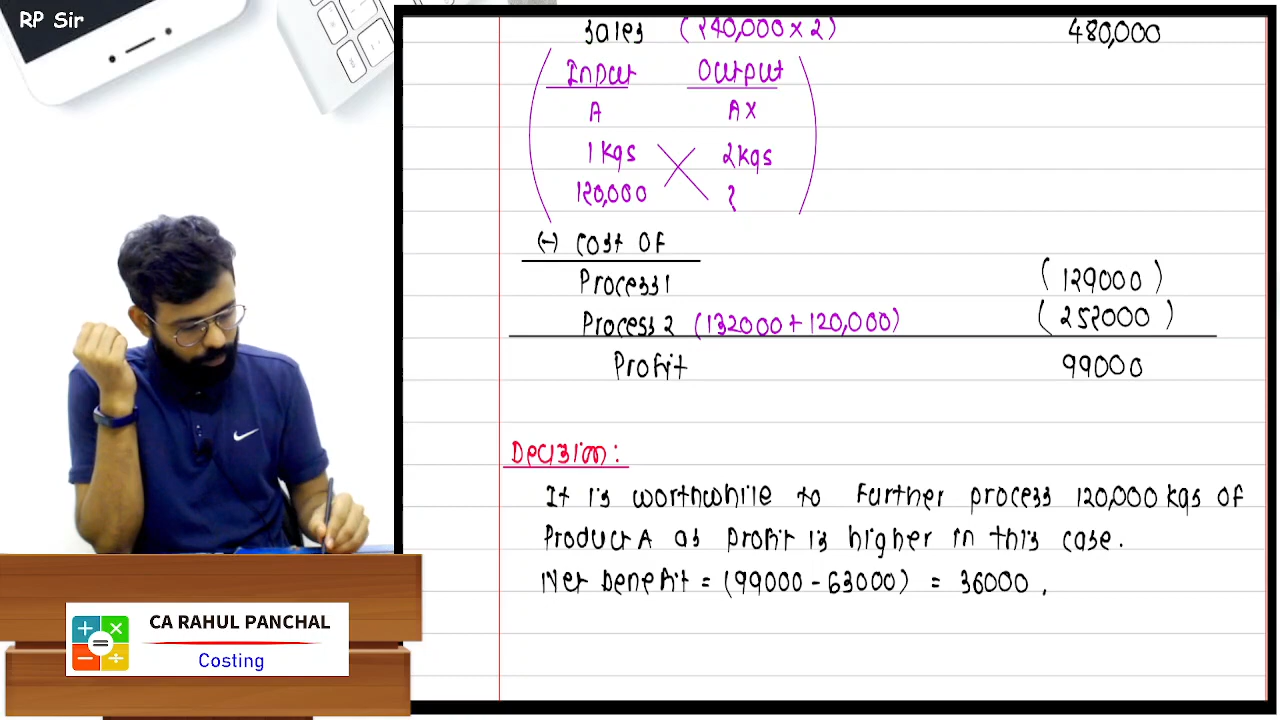 RP Sir
Sales (240,000 x 2) 480,000
Input Output
A AX
1 kgs 2kgs
120,000 ?
(-) Cost OF
Process 1 (129000)
Process 2 (132000 + 120,000) (252000)
Profit 99000
Decision:
It is worthwhile to Further process 120,000 kgs of
Product A as profit is higher in this case.
Net benefit = (99000 - 63000) = 36000.
CA RAHUL PANCHAL
Costing